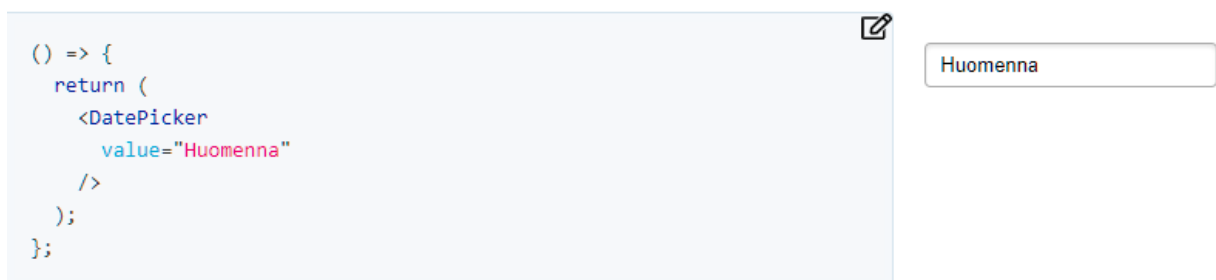 () => {
return (
<DatePicker
value="Huomenna"
/>
);
};
Huomenna